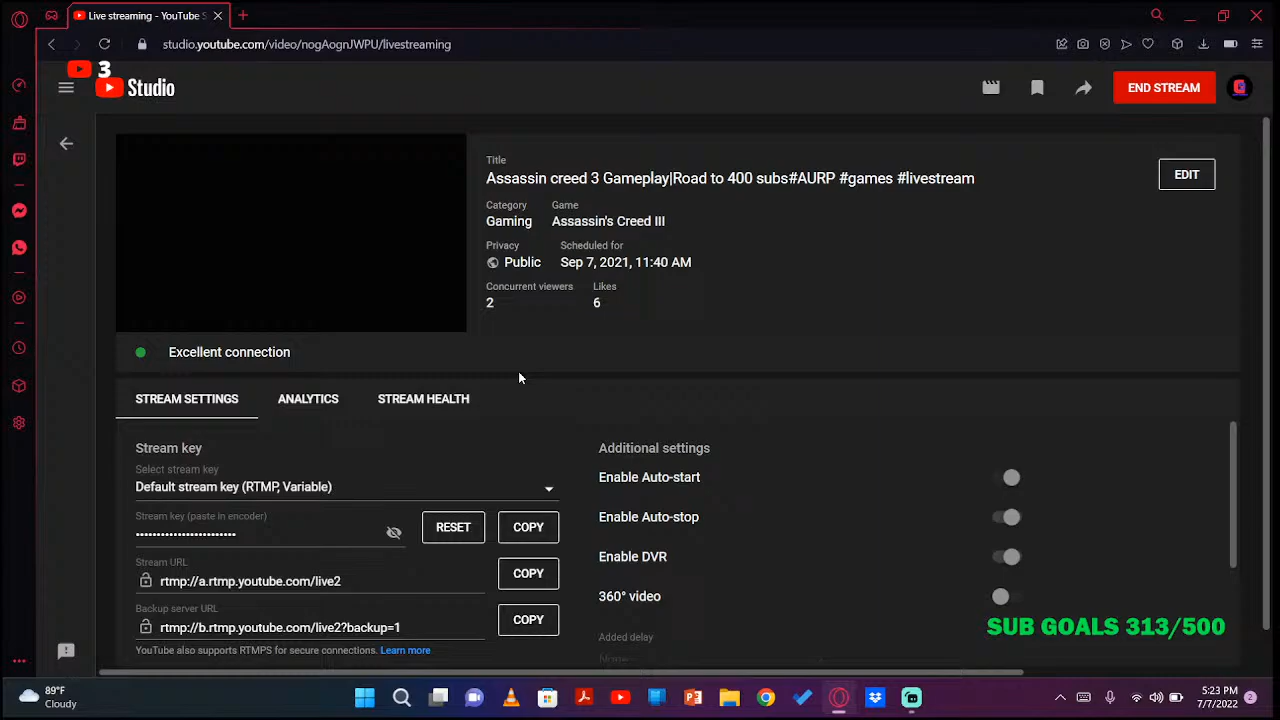 Live streaming - YouTube S
studio.youtube.com/video/nogAognJWPU/livestreaming
3
Studio
END STREAM
Title
Assassin creed 3 Gameplay|Road to 400 subs#AURP #games #livestream
EDIT
Category Game
Gaming Assassin's Creed III
Privacy Scheduled for
Public Sep 7, 2021, 11:40 AM
Concurrent viewers Likes
2 6
Excellent connection
STREAM SETTINGS ANALYTICS STREAM HEALTH
Stream key
Select stream key
Default stream key (RTMP, Variable)
Stream key (paste in encoder)
RESET COPY
Stream URL
rtmp://a.rtmp.youtube.com/live2
COPY
Backup server URL
rtmp://b.rtmp.youtube.com/live2?backup=1
COPY
YouTube also supports RTMPS for secure connections. Learn more
Additional settings
Enable Auto-start
Enable Auto-stop
Enable DVR
360° video
Added delay
None
SUB GOALS 313/500
89°F
Cloudy
5:23 PM
7/7/2022
2